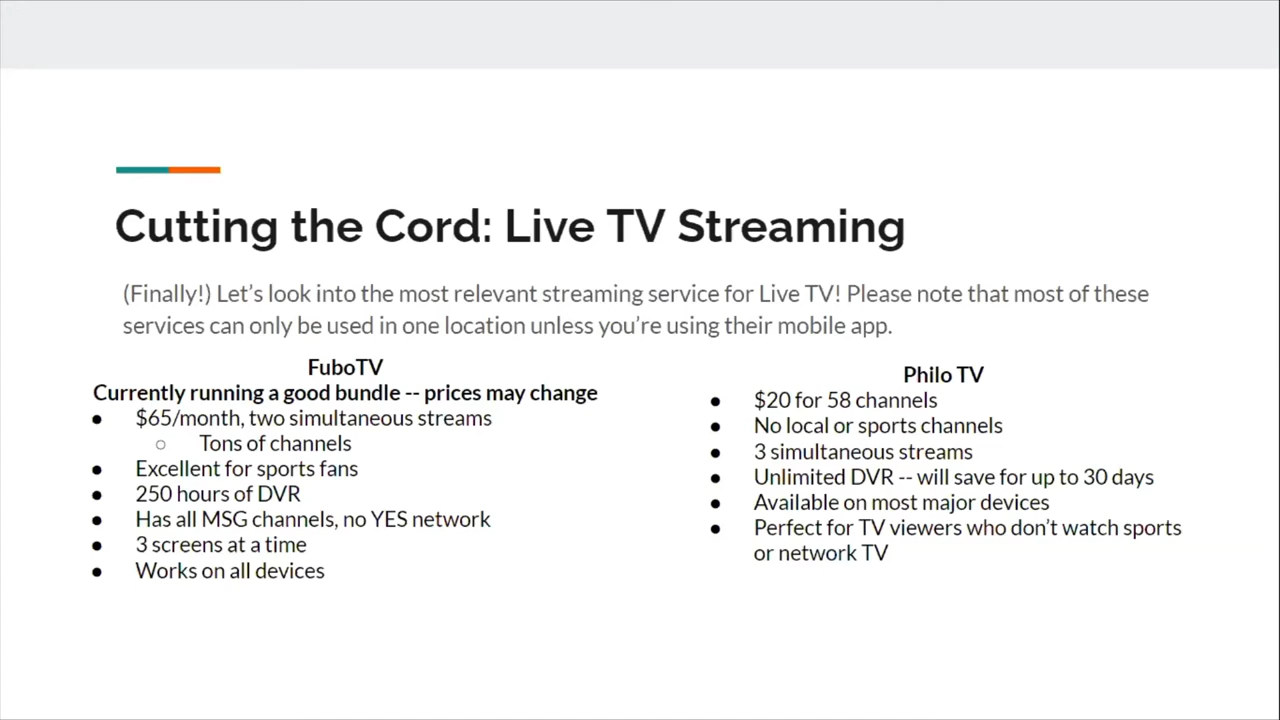 Cutting the Cord: Live TV Streaming
(Finally!) Let's look into the most relevant streaming service for Live TV! Please note that most of these
services can only be used in one location unless you're using their mobile app.
FuboTV
Currently running a good bundle -- prices may change
● $65/month, two simultaneous streams
○ Tons of channels
● Excellent for sports fans
● 250 hours of DVR
● Has all MSG channels, no YES network
● 3 screens at a time
● Works on all devices
Philo TV
● $20 for 58 channels
● No local or sports channels
● 3 simultaneous streams
● Unlimited DVR -- will save for up to 30 days
● Available on most major devices
● Perfect for TV viewers who don't watch sports
or network TV